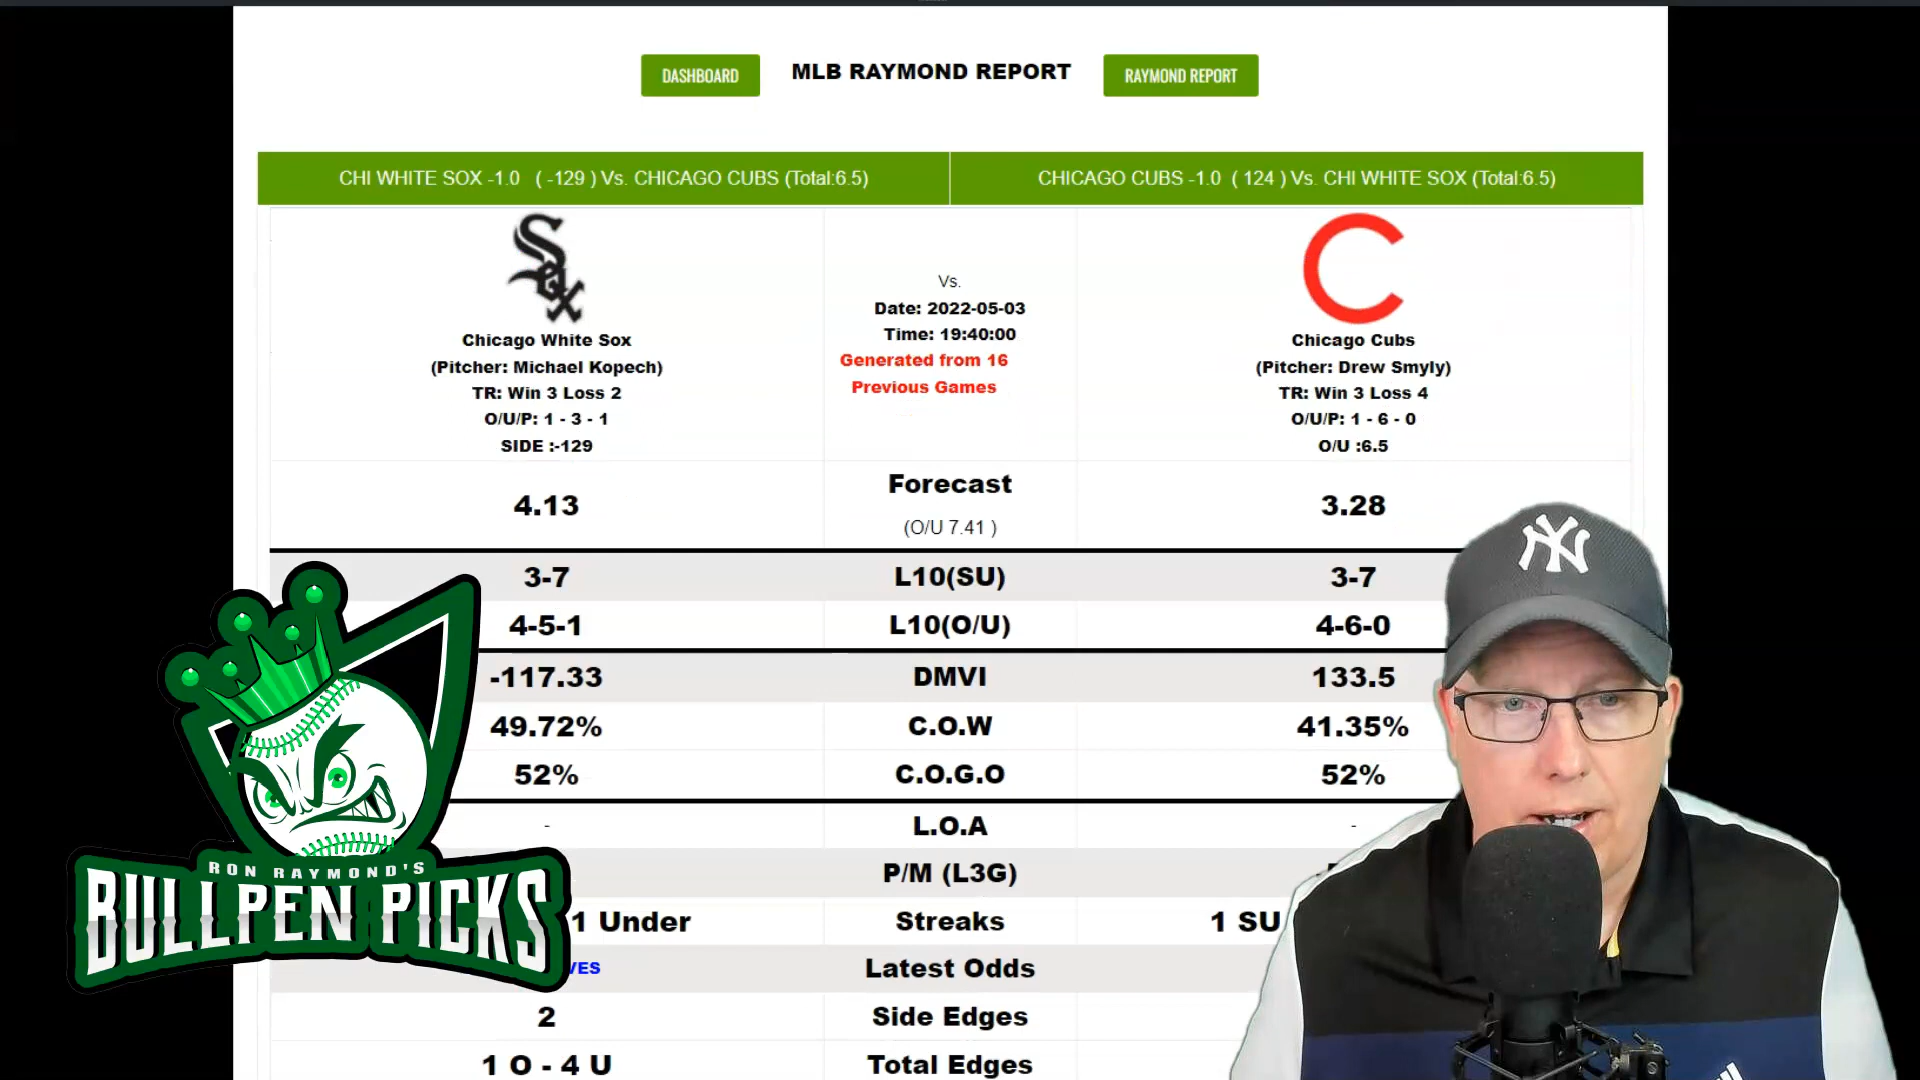 DASHBOARD MLB RAYMOND REPORT RAYMOND REPORT
CHI WHITE SOX -1.0 ( -129 ) Vs. CHICAGO CUBS (Total:6.5) CHICAGO CUBS -1.0 ( 124 ) Vs. CHI WHITE SOX (Total:6.5)
Sox
C
Chicago White Sox
(Pitcher: Michael Kopech)
TR: Win 3 Loss 2
O/U/P: 1 - 3 - 1
SIDE :-129
Vs.
Date: 2022-05-03
Time: 19:40:00
Generated from 16
Previous Games
Chicago Cubs
(Pitcher: Drew Smyly)
TR: Win 3 Loss 4
O/U/P: 1 - 6 - 0
O/U :6.5
4.13 Forecast 3.28
(O/U 7.41 )
3-7 L10(SU) 3-7
4-5-1 L10(O/U) 4-6-0
-117.33 DMVI 133.5
49.72% C.O.W 41.35%
52% C.O.G.O 52%
- L.O.A -
P/M (L3G)
1 Under Streaks 1 SU
Latest Odds
2 Side Edges
1 O - 4 U Total Edges
RON RAYMOND'S
BULLPEN PICKS
NY